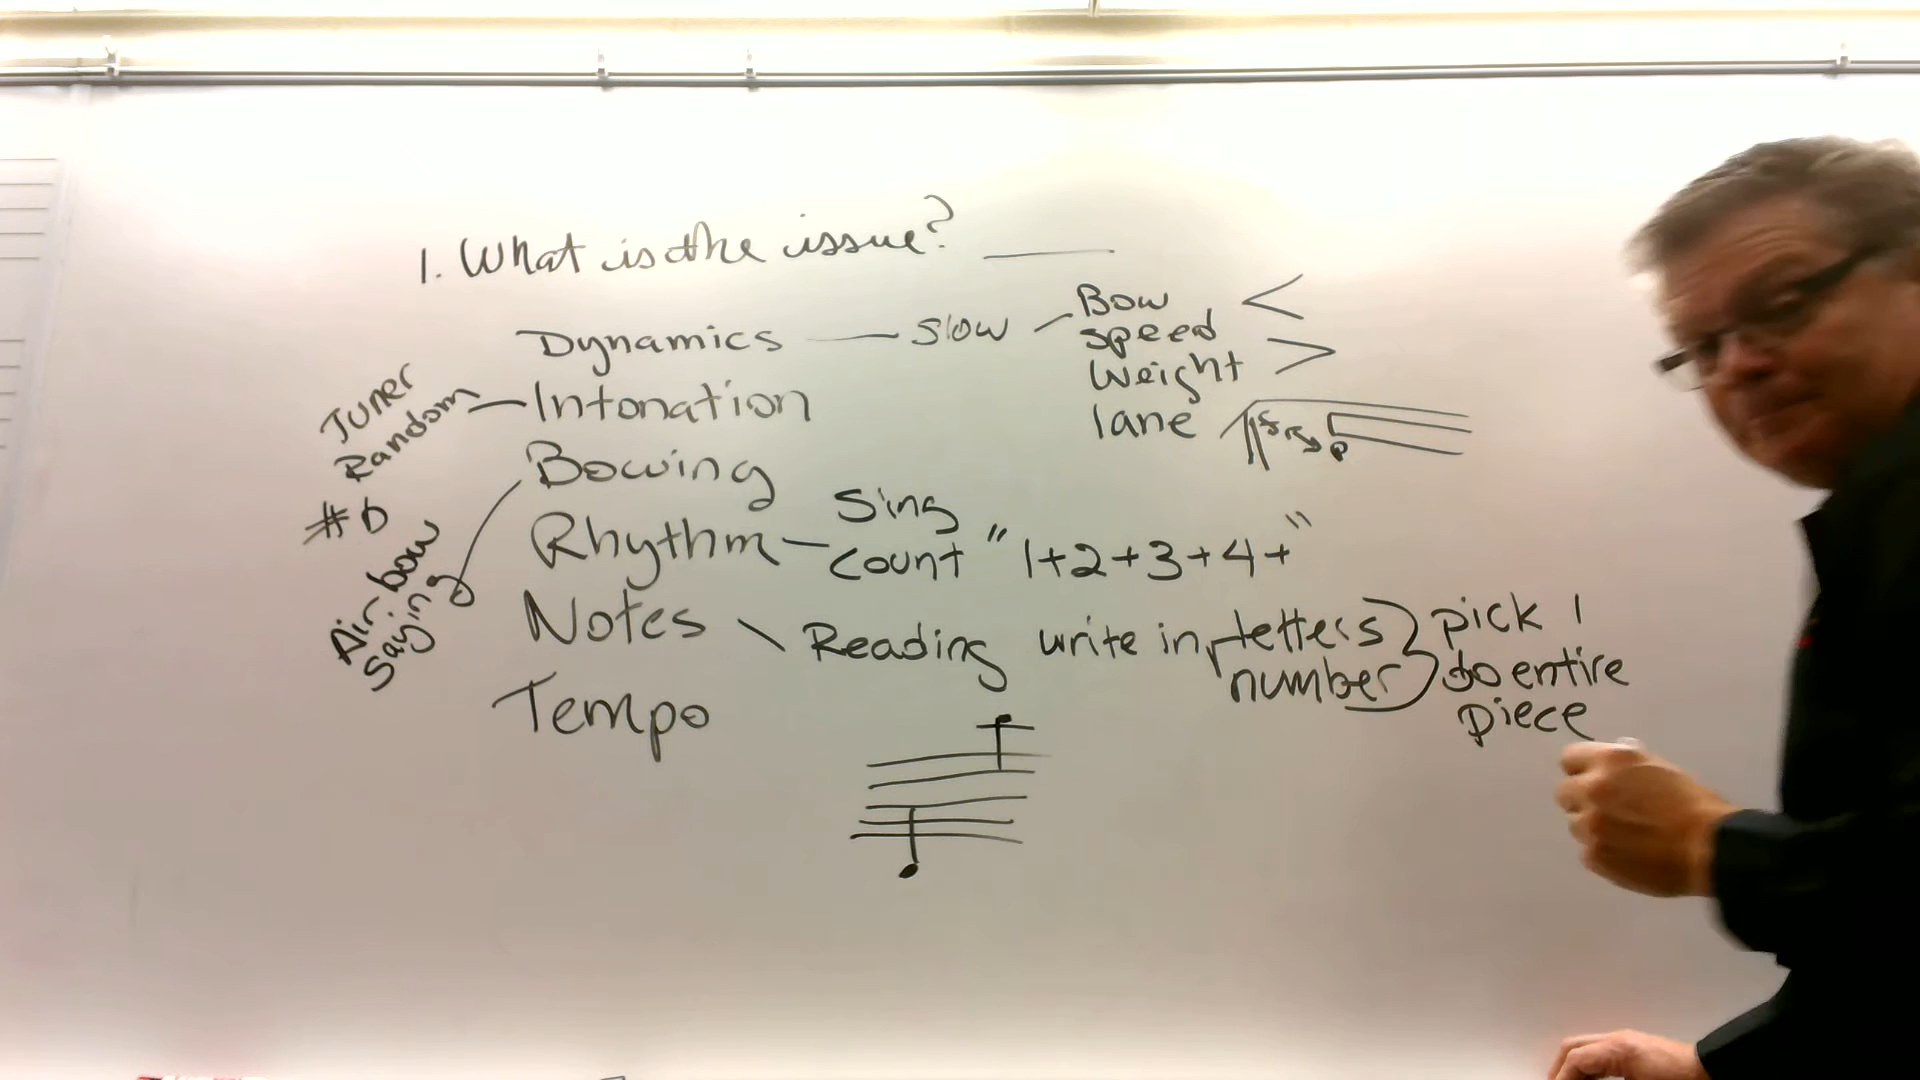 1. What is the issue? ___
Dynamics — slow — Bow <
speed
Weight >
lane f p
Tuner
Random — Intonation
# b
Bowing
Air-bow
Saying
Rhythm — Sing
count "1+2+3+4+"
Notes \ Reading write in, letters
number
pick 1
do entire
piece
Tempo